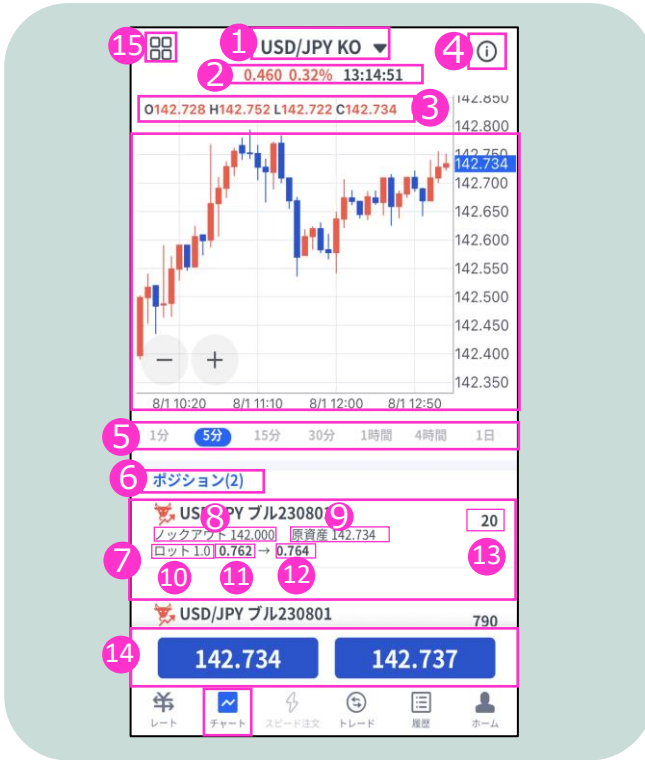 15
1 USD/JPY KO ▼
4
2 0.460 0.32% 13:14:51
O142.728 H142.752 L142.722 C142.734 3
142.850
142.800
142.750
142.734
142.700
142.650
142.600
142.550
142.500
142.450
142.400
142.350
− +
8/1 10:20 8/1 11:10 8/1 12:00 8/1 12:50
5 1分 5分 15分 30分 1時間 4時間 1日
6 ポジション(2)
USD/JPY ブル230801
8 9
ノックアウト 142.000 原資産 142.734
20
7 ロット 1.0 0.762 → 0.764
10 11 12 13
USD/JPY ブル230801
790
14 142.734 142.737
レート チャート スピード注文 トレード 履歴 ホーム